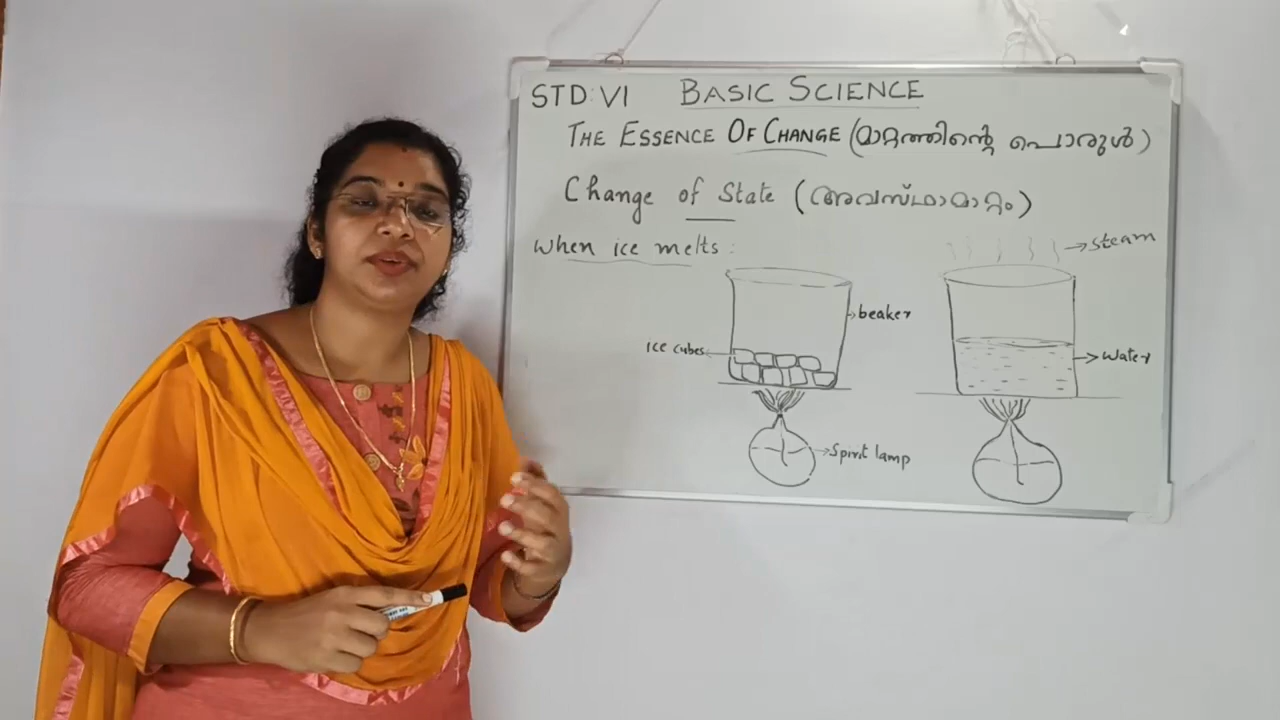 STD: VI BASIC SCIENCE
THE ESSENCE OF CHANGE (മാറ്റത്തിന്റെ പൊരുൾ)
Change of State (അവസ്ഥാമാറ്റം)
When ice melts :
steam
beaker
Ice cubes
water
Spirit lamp